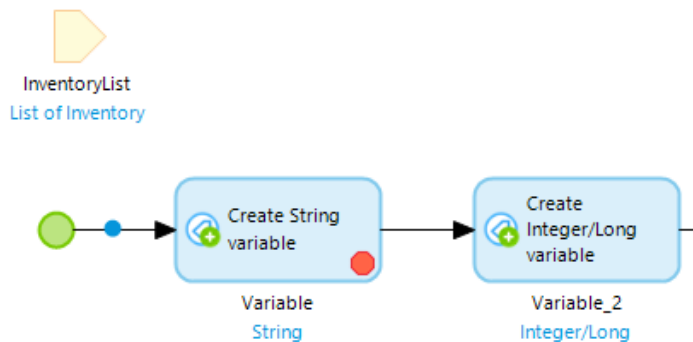 InventoryList
List of Inventory
Create String
variable
Variable
String
Create
Integer/Long
variable
Variable_2
Integer/Long